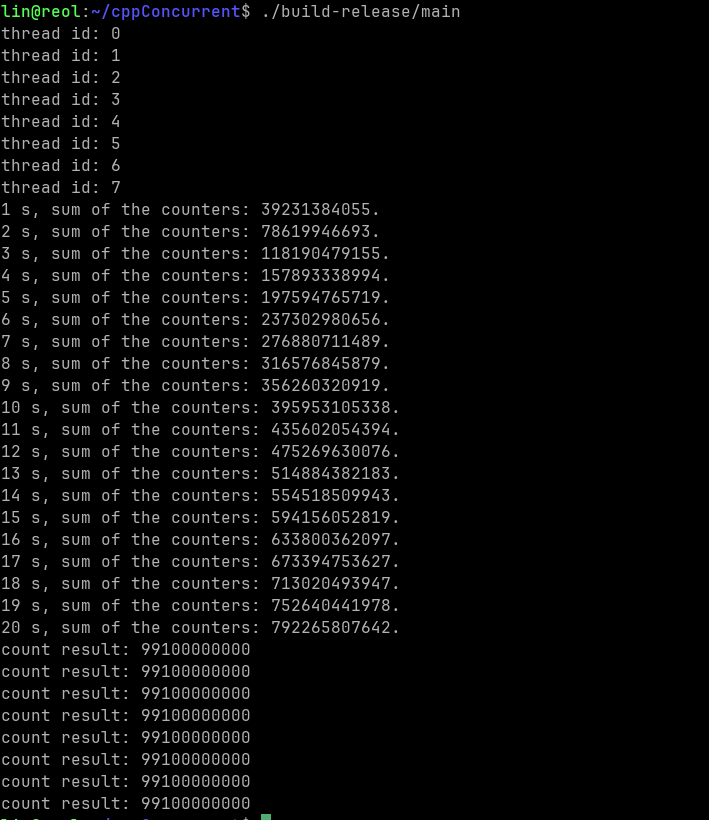 lin@reol:~/cppConcurrent$ ./build-release/main
thread id: 0
thread id: 1
thread id: 2
thread id: 3
thread id: 4
thread id: 5
thread id: 6
thread id: 7
1 s, sum of the counters: 39231384055.
2 s, sum of the counters: 78619946693.
3 s, sum of the counters: 118190479155.
4 s, sum of the counters: 157893338994.
5 s, sum of the counters: 197594765719.
6 s, sum of the counters: 237302980656.
7 s, sum of the counters: 276880711489.
8 s, sum of the counters: 316576845879.
9 s, sum of the counters: 356260320919.
10 s, sum of the counters: 395953105338.
11 s, sum of the counters: 435602054394.
12 s, sum of the counters: 475269630076.
13 s, sum of the counters: 514884382183.
14 s, sum of the counters: 554518509943.
15 s, sum of the counters: 594156052819.
16 s, sum of the counters: 633800362097.
17 s, sum of the counters: 673394753627.
18 s, sum of the counters: 713020493947.
19 s, sum of the counters: 752640441978.
20 s, sum of the counters: 792265807642.
count result: 99100000000
count result: 99100000000
count result: 99100000000
count result: 99100000000
count result: 99100000000
count result: 99100000000
count result: 99100000000
count result: 99100000000